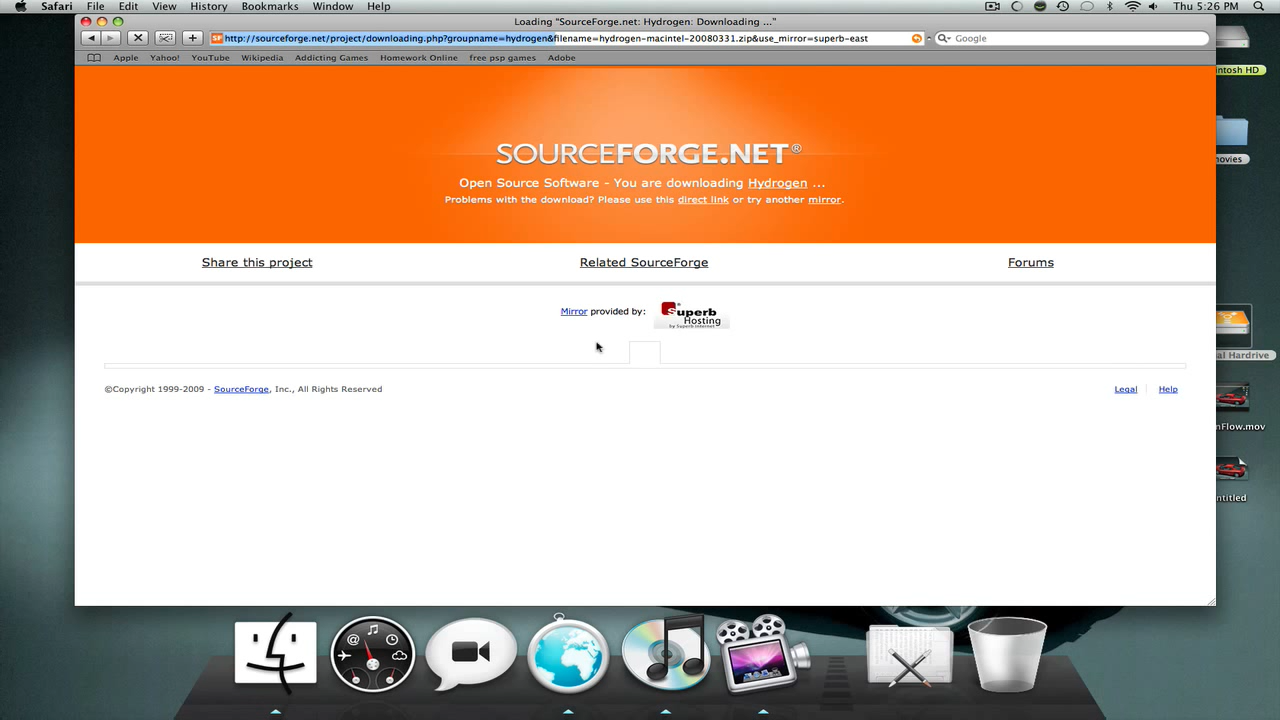 Safari File Edit View History Bookmarks Window Help Thu 5:26 PM
Loading "SourceForge.net: Hydrogen: Downloading ..."
SF http://sourceforge.net/project/downloading.php?groupname=hydrogen&filename=hydrogen-macintel-20080331.zip&use_mirror=superb-east Google
Apple Yahoo! YouTube Wikipedia Addicting Games Homework Online free psp games Adobe
intosh HD
SOURCEFORGE.NET®
movies
Open Source Software - You are downloading Hydrogen ...
Problems with the download? Please use this direct link or try another mirror.
Share this project Related SourceForge Forums
Mirror provided by: Superb Hosting
by Superb Internet
al Hardrive
©Copyright 1999-2009 - SourceForge, Inc., All Rights Reserved Legal Help
nFlow.mov
ntitled